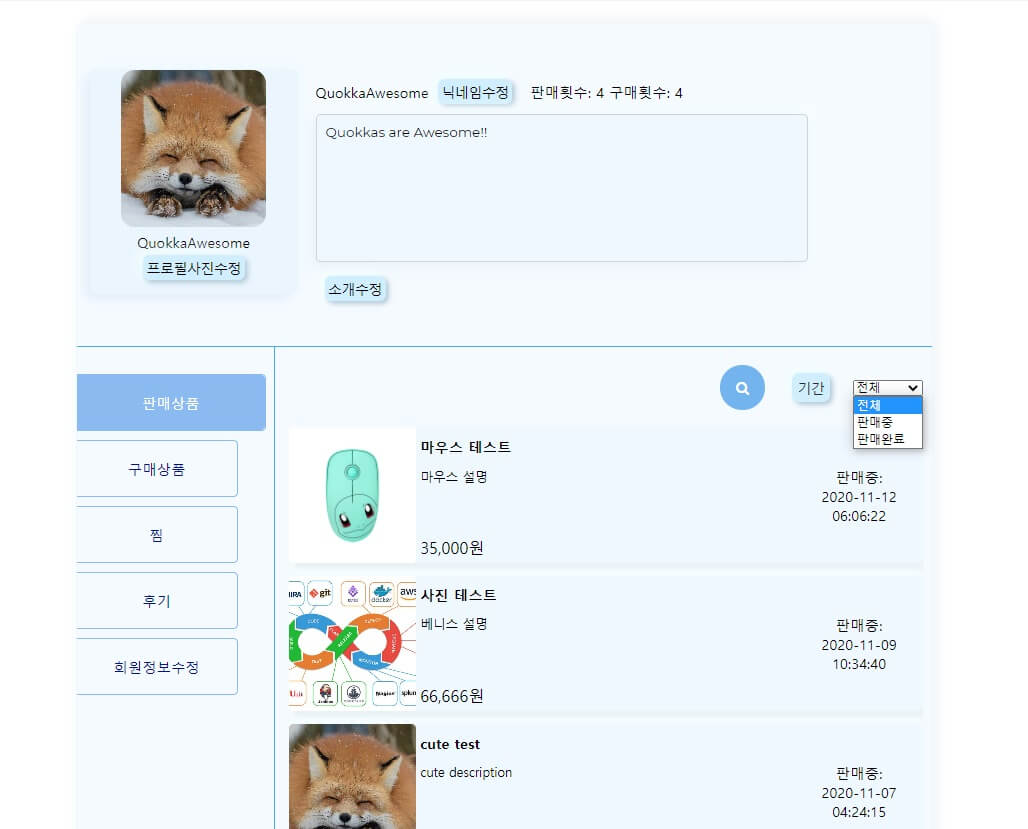 QuokkaAwesome 닉네임수정 판매횟수: 4 구매횟수: 4
Quokkas are Awesome!!
QuokkaAwesome
프로필사진수정
소개수정
판매상품
구매상품
찜
후기
회원정보수정
기간
전체
전체
판매중
판매완료
마우스 테스트
마우스 설명
35,000원
판매중:
2020-11-12
06:06:22
git
docker
aws
사진 테스트
베니스 설명
66,666원
판매중:
2020-11-09
10:34:40
cute test
cute description
판매중:
2020-11-07
04:24:15